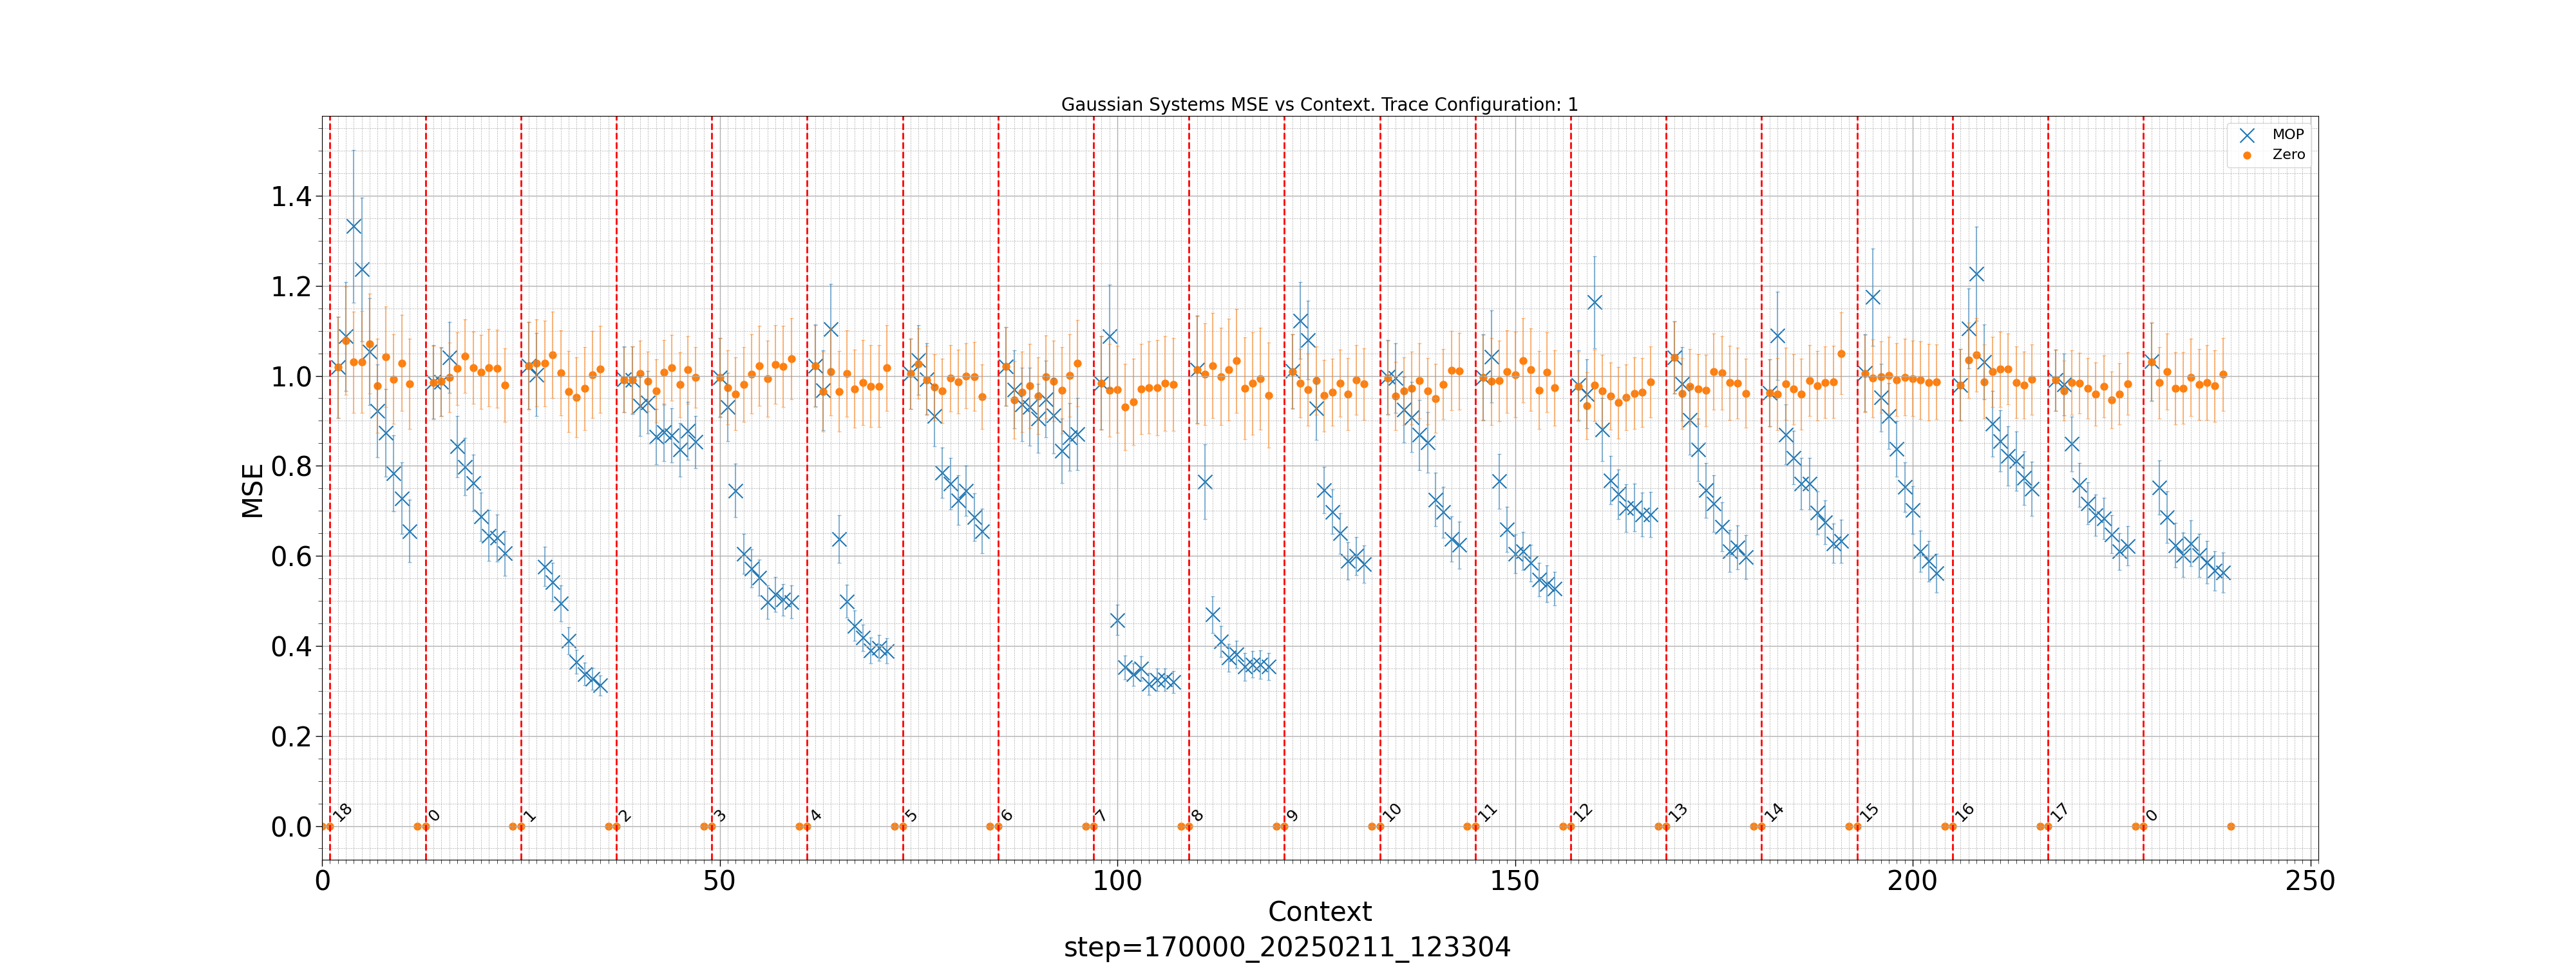 Gaussian Systems MSE vs Context. Trace Configuration: 1
MOP
Zero
1.4
1.2
1.0
0.8
0.6
0.4
0.2
0.0
MSE
18 0 1 2 3 4 5 6 7 8 9 10 11 12 13 14 15 16 17 0
0 50 100 150 200 250
Context
step=170000_20250211_123304